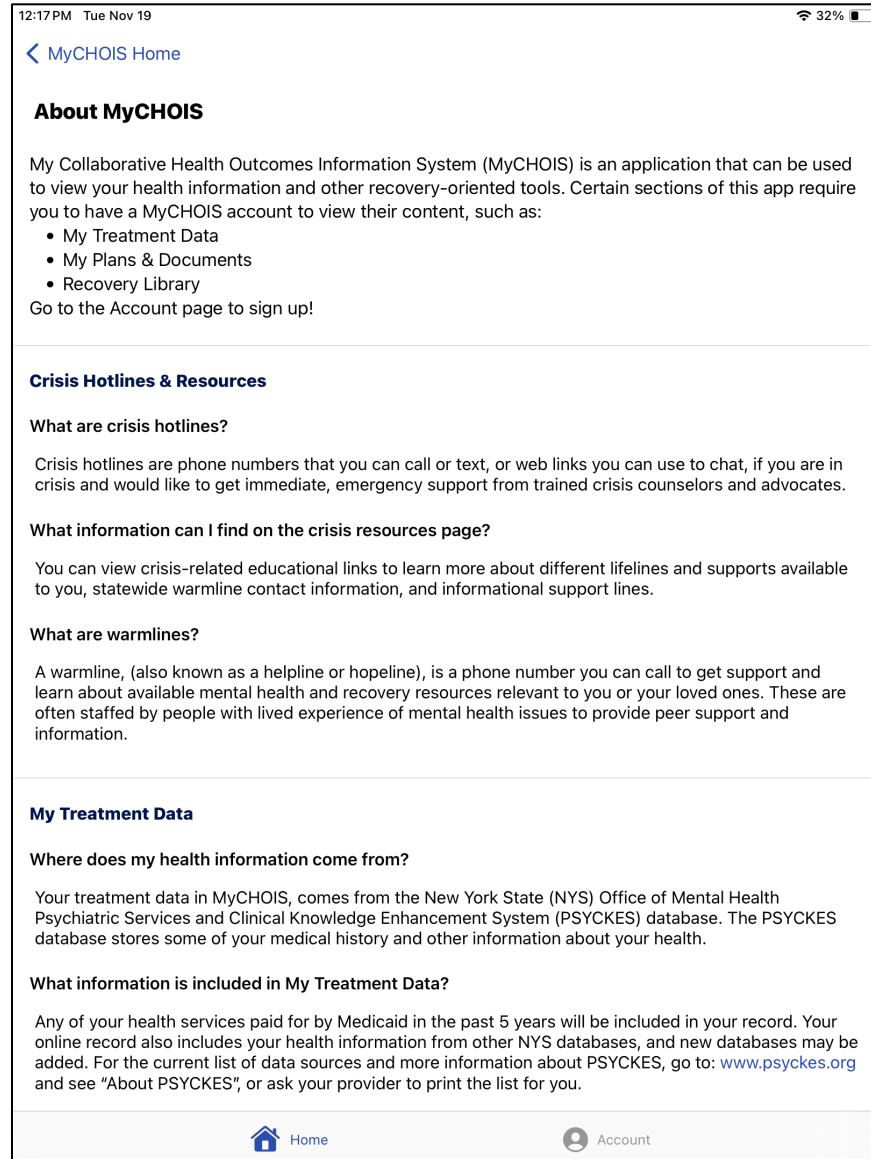 12:17 PM Tue Nov 19
32%
MyCHOIS Home
About MyCHOIS
My Collaborative Health Outcomes Information System (MyCHOIS) is an application that can be used
to view your health information and other recovery-oriented tools. Certain sections of this app require
you to have a MyCHOIS account to view their content, such as:
• My Treatment Data
• My Plans & Documents
• Recovery Library
Go to the Account page to sign up!
Crisis Hotlines & Resources
What are crisis hotlines?
Crisis hotlines are phone numbers that you can call or text, or web links you can use to chat, if you are in
crisis and would like to get immediate, emergency support from trained crisis counselors and advocates.
What information can I find on the crisis resources page?
You can view crisis-related educational links to learn more about different lifelines and supports available
to you, statewide warmline contact information, and informational support lines.
What are warmlines?
A warmline, (also known as a helpline or hopeline), is a phone number you can call to get support and
learn about available mental health and recovery resources relevant to you or your loved ones. These are
often staffed by people with lived experience of mental health issues to provide peer support and
information.
My Treatment Data
Where does my health information come from?
Your treatment data in MyCHOIS, comes from the New York State (NYS) Office of Mental Health
Psychiatric Services and Clinical Knowledge Enhancement System (PSYCKES) database. The PSYCKES
database stores some of your medical history and other information about your health.
What information is included in My Treatment Data?
Any of your health services paid for by Medicaid in the past 5 years will be included in your record. Your
online record also includes your health information from other NYS databases, and new databases may be
added. For the current list of data sources and more information about PSYCKES, go to: www.psyckes.org
and see “About PSYCKES”, or ask your provider to print the list for you.
Home
Account